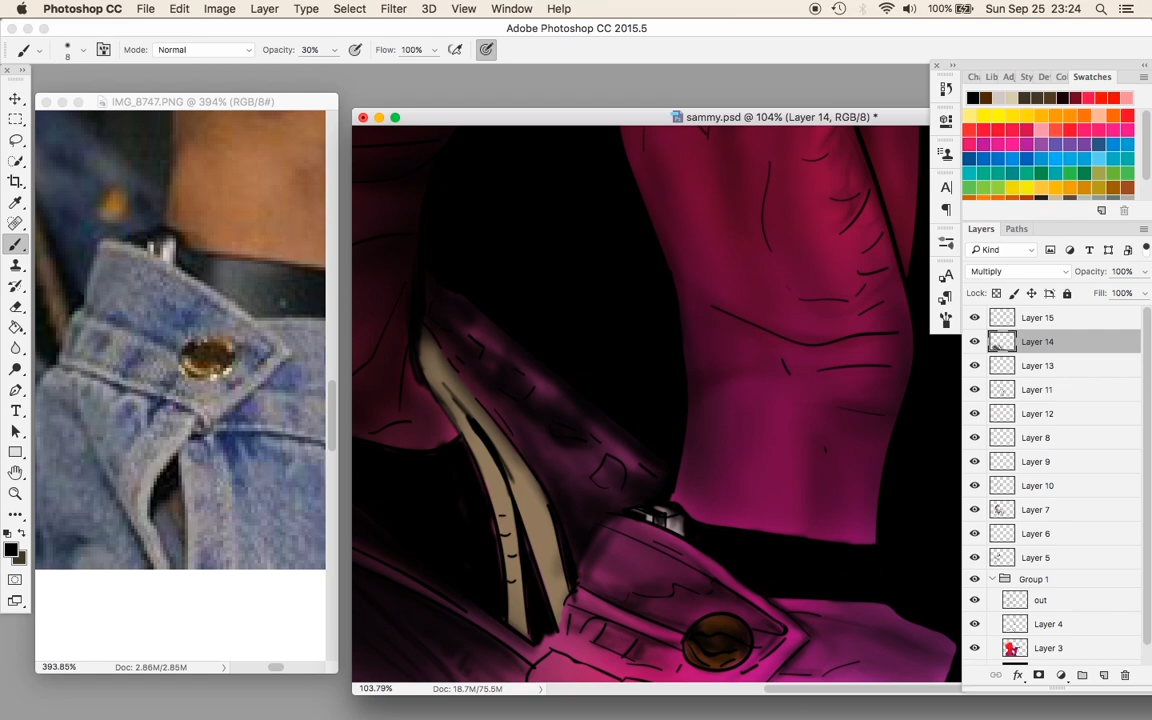 Photoshop CC File Edit Image Layer Type Select Filter 3D View Window Help 100% Sun Sep 25 23:24
Adobe Photoshop CC 2015.5
8 Mode: Normal Opacity: 30% Flow: 100%
IMG_8747.PNG @ 394% (RGB/8#)
sammy.psd @ 104% (Layer 14, RGB/8) *
Lib Swatches
Layers Paths
Kind
Multiply Opacity: 100%
Lock: Fill: 100%
Layer 15
Layer 14
Layer 13
Layer 11
Layer 12
Layer 8
Layer 9
Layer 10
Layer 7
Layer 6
Layer 5
Group 1
out
Layer 4
Layer 3
393.85% Doc: 2.86M/2.85M
103.79% Doc: 18.7M/75.5M